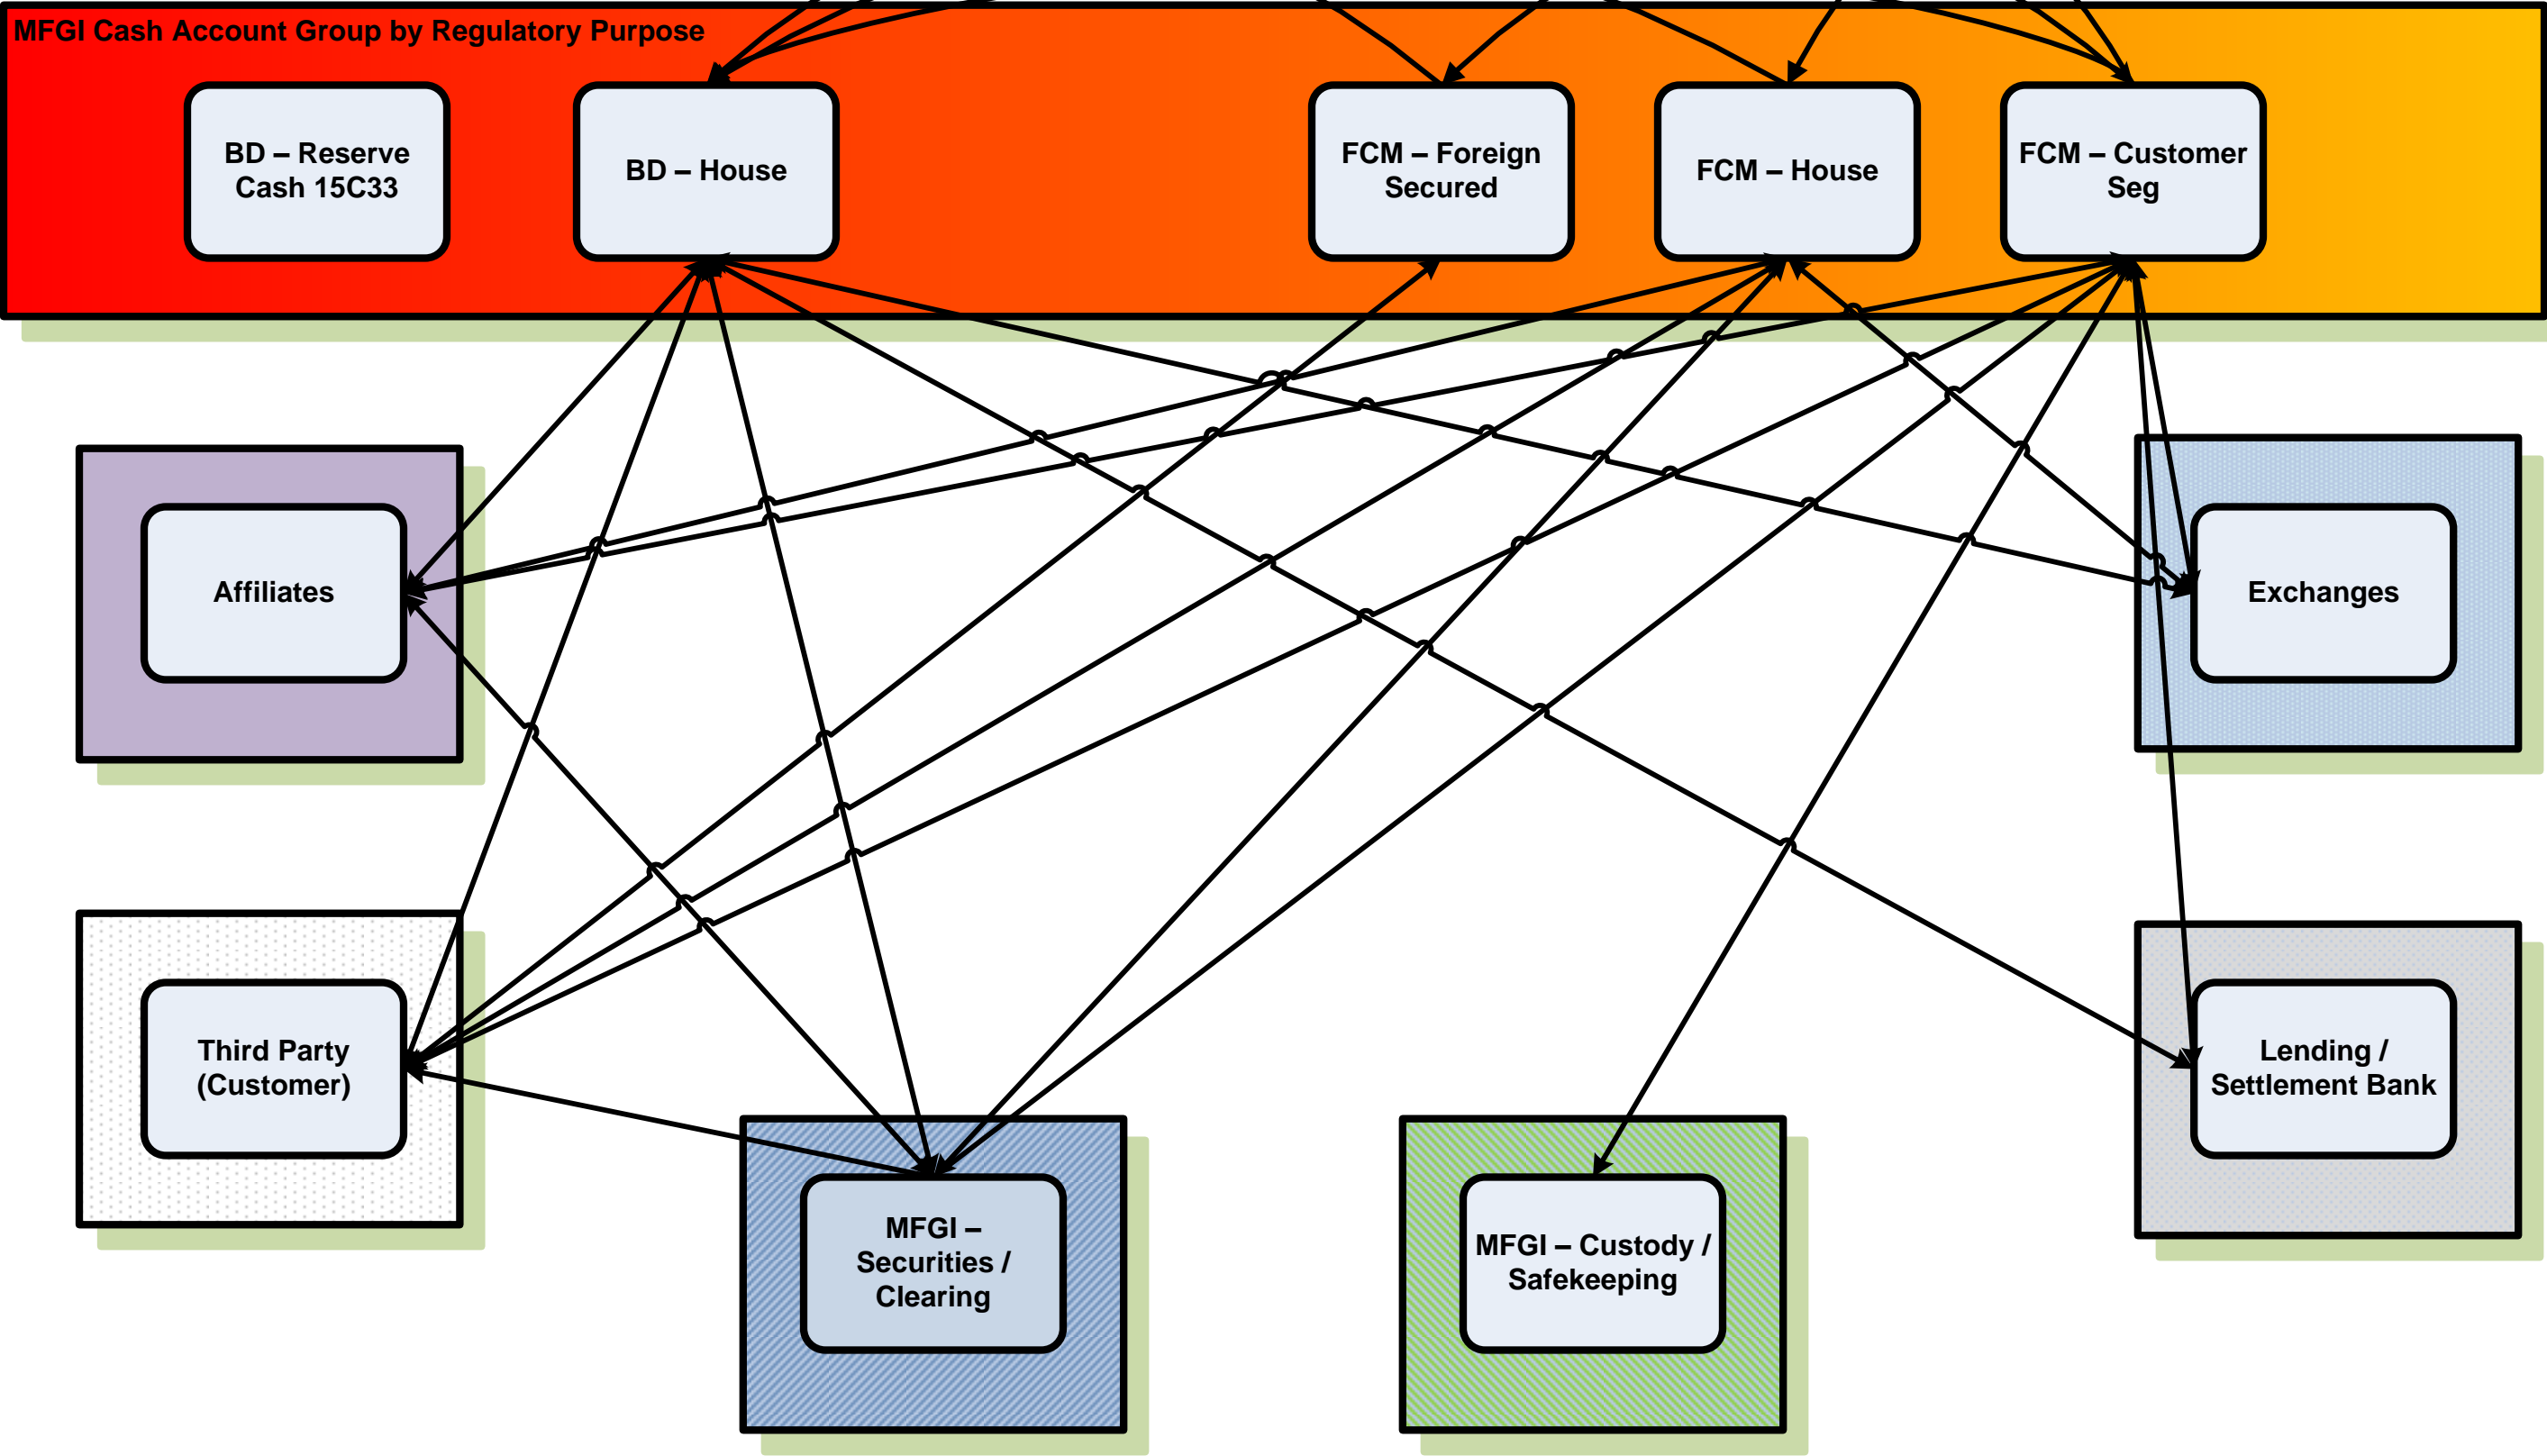 MFGI Cash Account Group by Regulatory Purpose
BD – Reserve
Cash 15C33
BD – House
FCM – Foreign
Secured
FCM – House
FCM – Customer
Seg
Affiliates
Exchanges
Third Party
(Customer)
Lending /
Settlement Bank
MFGI –
Securities /
Clearing
MFGI – Custody /
Safekeeping